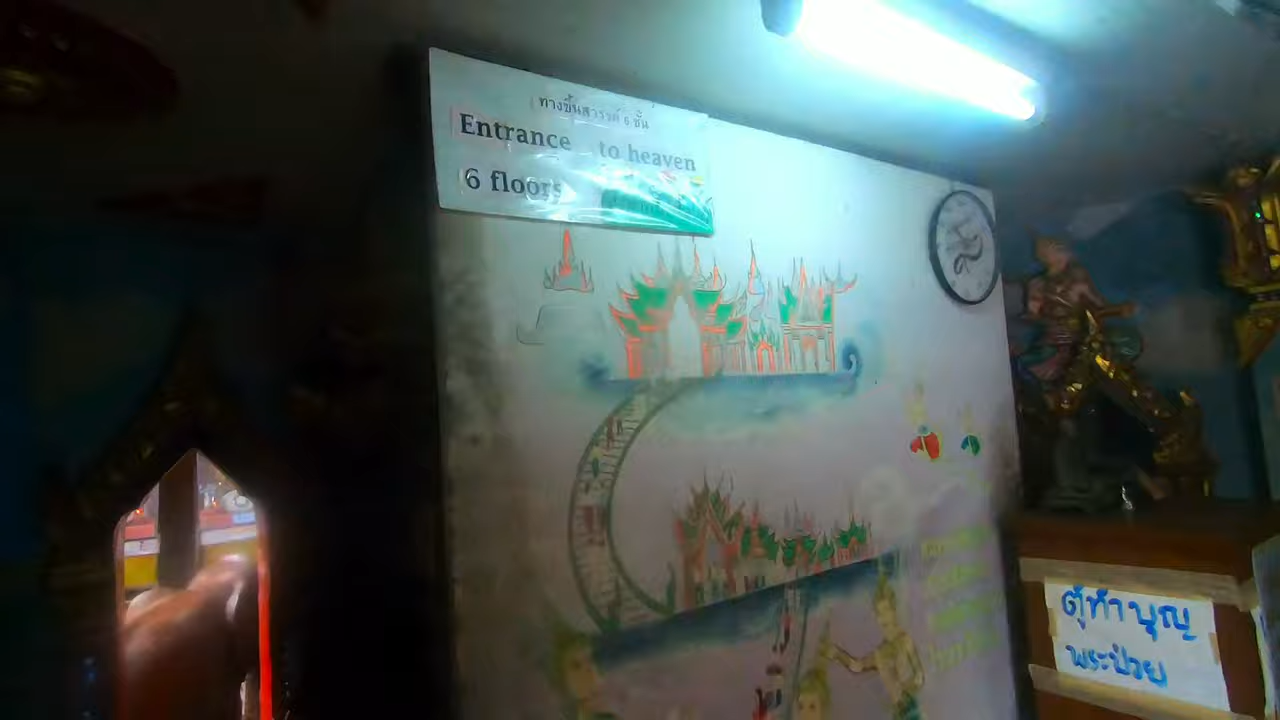 ทางขึ้นสวรรค์ 6 ชั้น
Entrance to heaven
6 floors
ตู้ทำบุญ
พระป่วย